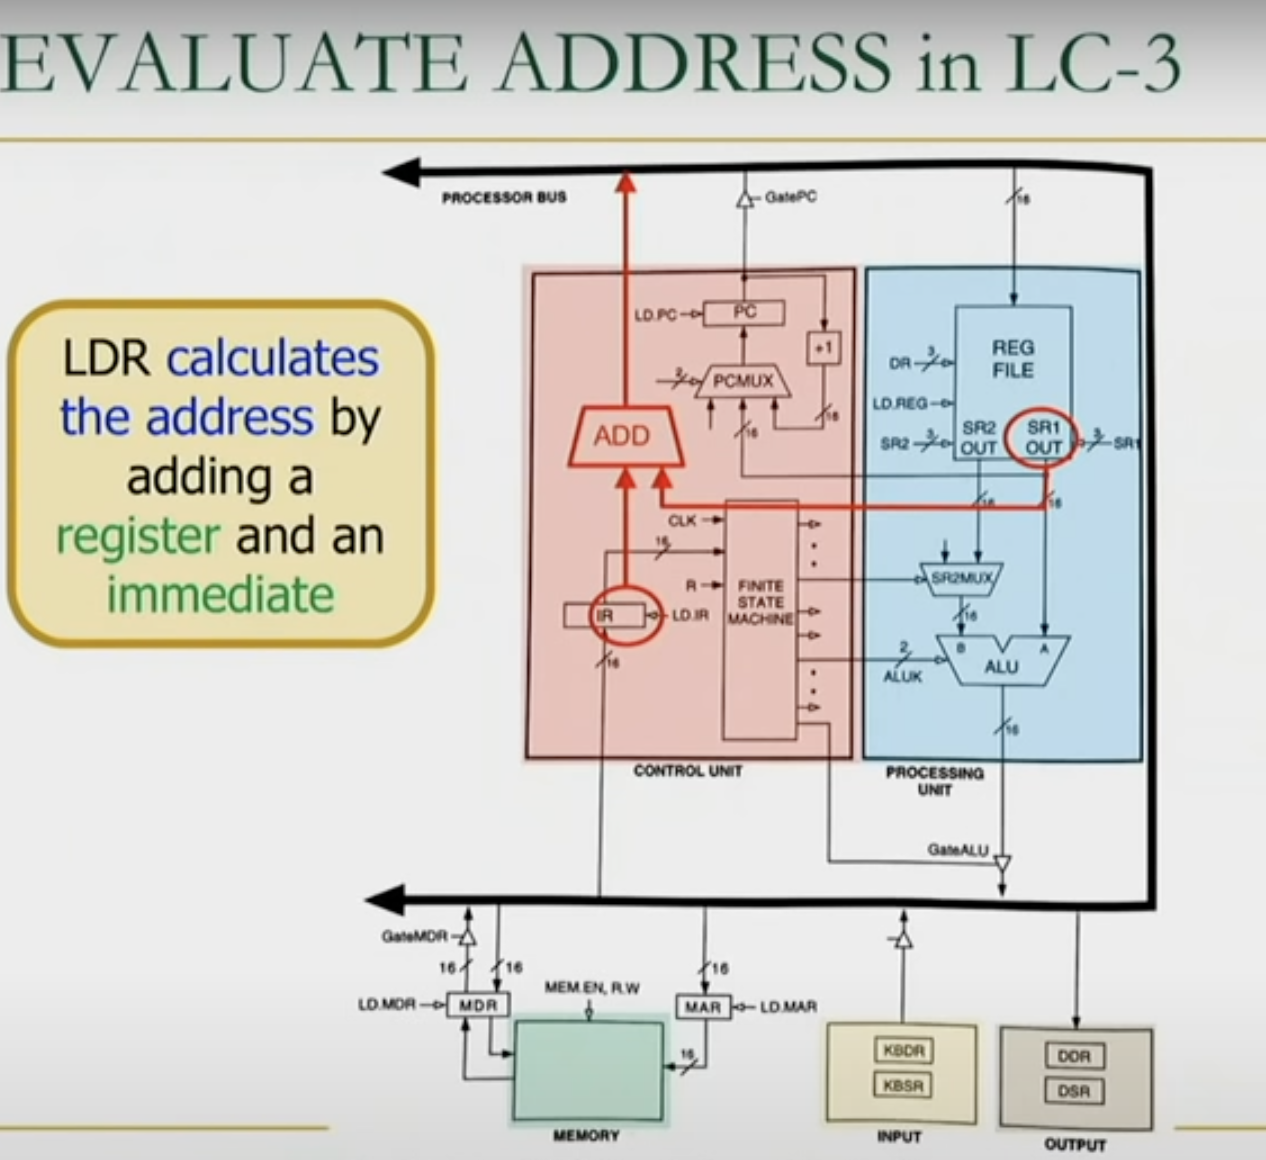 EVALUATE ADDRESS in LC-3
LDR calculates
the address by
adding a
register and an
immediate
PROCESSOR BUS
GatePC
16
LD.PC
PC
+1
2
PCMUX
16
16
ADD
REG
FILE
DR
3
LD.REG
SR2
3
SR2
OUT
SR1
OUT
3
SR1
16
16
CLK
16
R
FINITE
STATE
MACHINE
IR
LD.IR
16
SR2MUX
16
B
A
ALU
2
ALUK
16
CONTROL UNIT
PROCESSING
UNIT
GateALU
GateMDR
16
16
16
LD.MDR
MDR
MEM.EN, R.W
MAR
LD.MAR
16
KBDR
KBSR
DDR
DSR
MEMORY
INPUT
OUTPUT